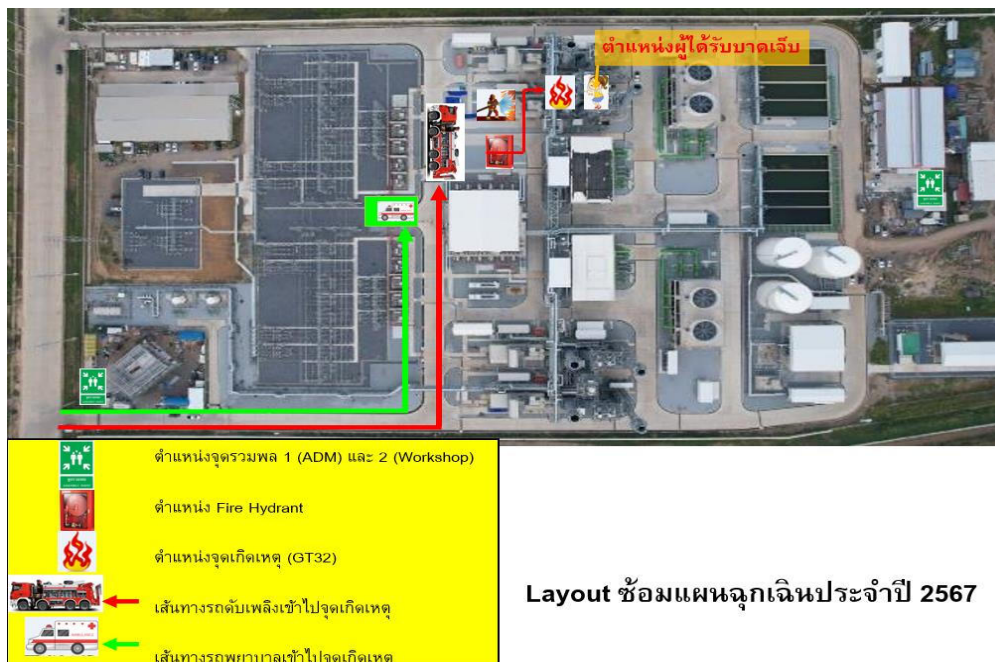 ตำแหน่งผู้ได้รับบาดเจ็บ
ตำแหน่งจุดรวมพล 1 (ADM) และ 2 (Workshop)
ตำแหน่ง Fire Hydrant
ตำแหน่งจุดเกิดเหตุ (GT32)
เส้นทางรถดับเพลิงเข้าไปจุดเกิดเหตุ
เส้นทางรถพยาบาลเข้าไปจุดเกิดเหตุ
Layout ซ้อมแผนฉุกเฉินประจำปี 2567